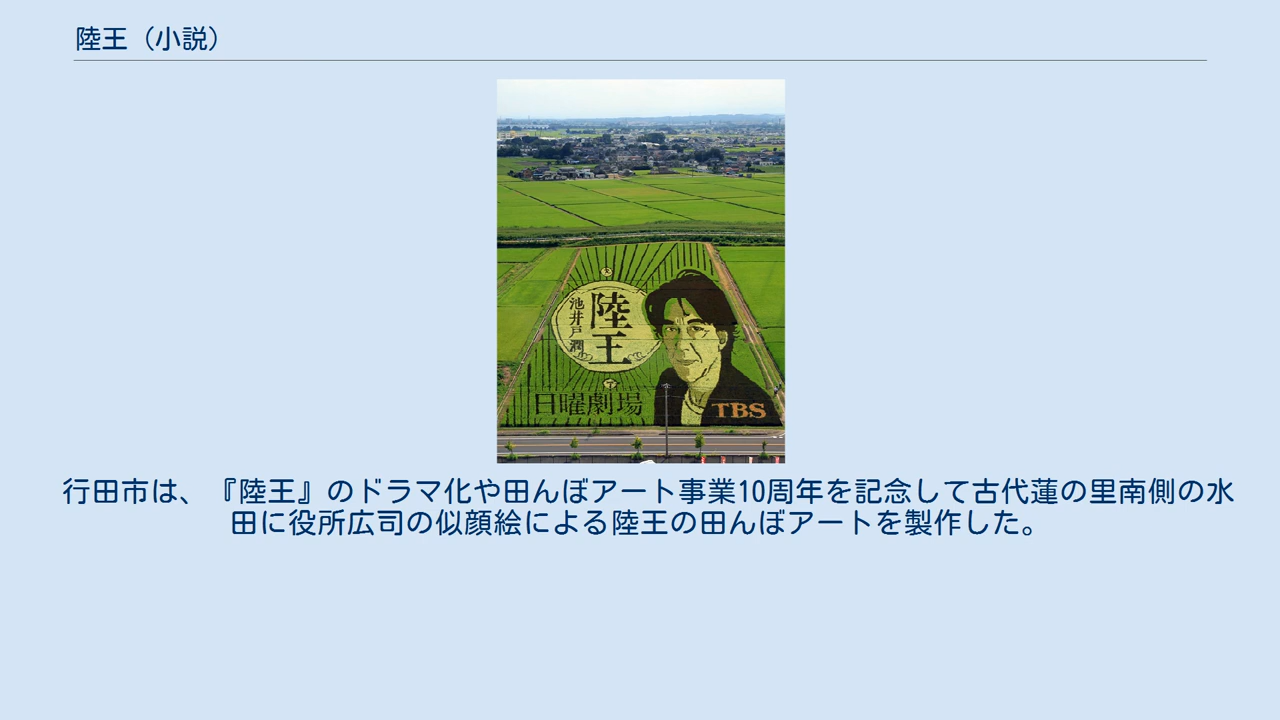 陸王（小説）
陸王
池井戸潤
日曜劇場
TBS
行田市は、『陸王』のドラマ化や田んぼアート事業10周年を記念して古代蓮の里南側の水
田に役所広司の似顔絵による陸王の田んぼアートを製作した。